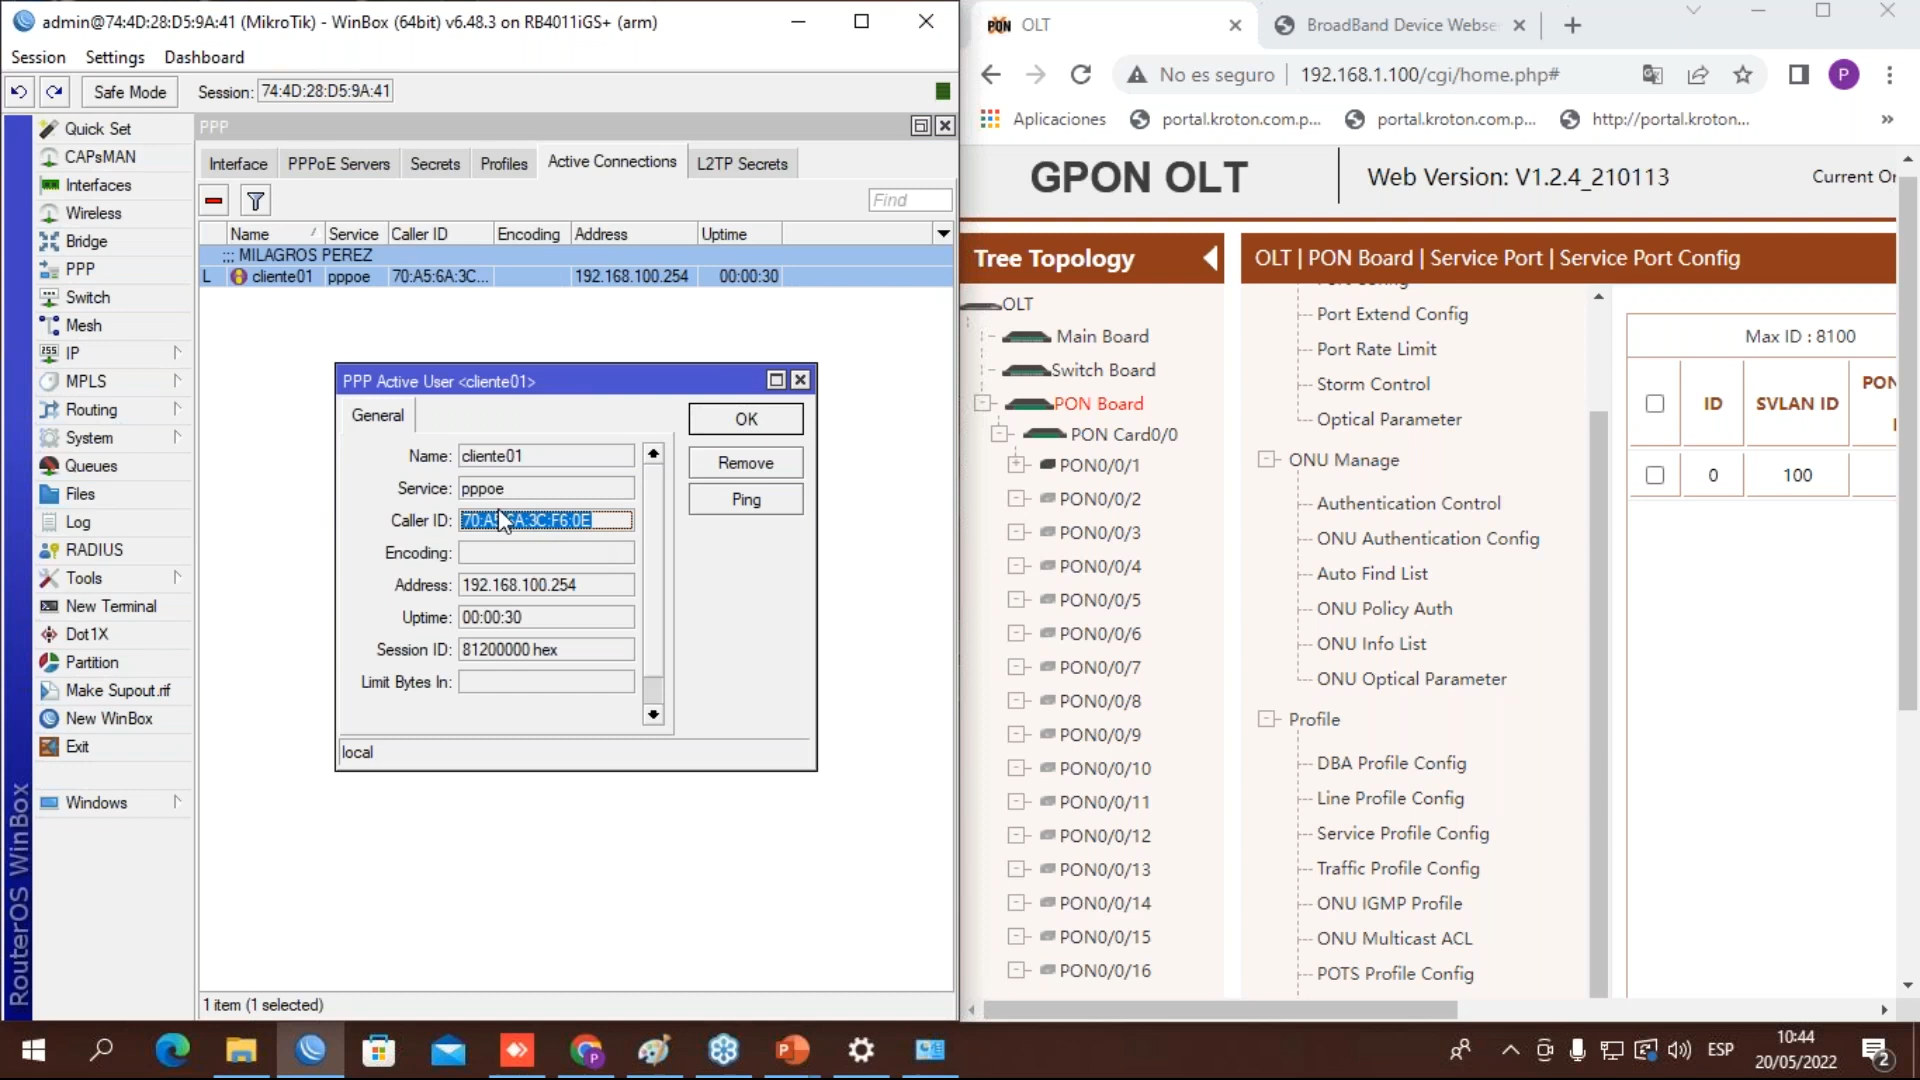 admin@74:4D:28:D5:9A:41 (MikroTik) - WinBox (64bit) v6.48.3 on RB4011iGS+ (arm)
Session Settings Dashboard
Safe Mode Session: 74:4D:28:D5:9A:41
Quick Set
CAPsMAN
Interfaces
Wireless
Bridge
PPP
Switch
Mesh
IP
MPLS
Routing
System
Queues
Files
Log
RADIUS
Tools
New Terminal
Dot1X
Partition
Make Supout.rif
New WinBox
Exit
Windows
RouterOS WinBox
PPP
Interface PPPoE Servers Secrets Profiles Active Connections L2TP Secrets
Find
Name Service Caller ID Encoding Address Uptime
;;; MILAGROS PEREZ
L cliente01 pppoe 70:A5:6A:3C... 192.168.100.254 00:00:30
PPP Active User <cliente01>
General
Name: cliente01
Service: pppoe
Caller ID: 70:A5:6A:3C:F6:0E
Encoding:
Address: 192.168.100.254
Uptime: 00:00:30
Session ID: 81200000 hex
Limit Bytes In:
OK
Remove
Ping
local
1 item (1 selected)
PON OLT
BroadBand Device Webse
No es seguro 192.168.1.100/cgi/home.php#
P
Aplicaciones portal.kroton.com.p... portal.kroton.com.p... http://portal.kroton... »
GPON OLT Web Version: V1.2.4_210113 Current On
Tree Topology
OLT
Main Board
Switch Board
PON Board
PON Card0/0
PON0/0/1
PON0/0/2
PON0/0/3
PON0/0/4
PON0/0/5
PON0/0/6
PON0/0/7
PON0/0/8
PON0/0/9
PON0/0/10
PON0/0/11
PON0/0/12
PON0/0/13
PON0/0/14
PON0/0/15
PON0/0/16
OLT | PON Board | Service Port | Service Port Config
Port Extend Config
Port Rate Limit
Storm Control
Optical Parameter
ONU Manage
Authentication Control
ONU Authentication Config
Auto Find List
ONU Policy Auth
ONU Info List
ONU Optical Parameter
Profile
DBA Profile Config
Line Profile Config
Service Profile Config
Traffic Profile Config
ONU IGMP Profile
ONU Multicast ACL
POTS Profile Config
Max ID : 8100
ID SVLAN ID PON
0 100
ESP
10:44
20/05/2022
2